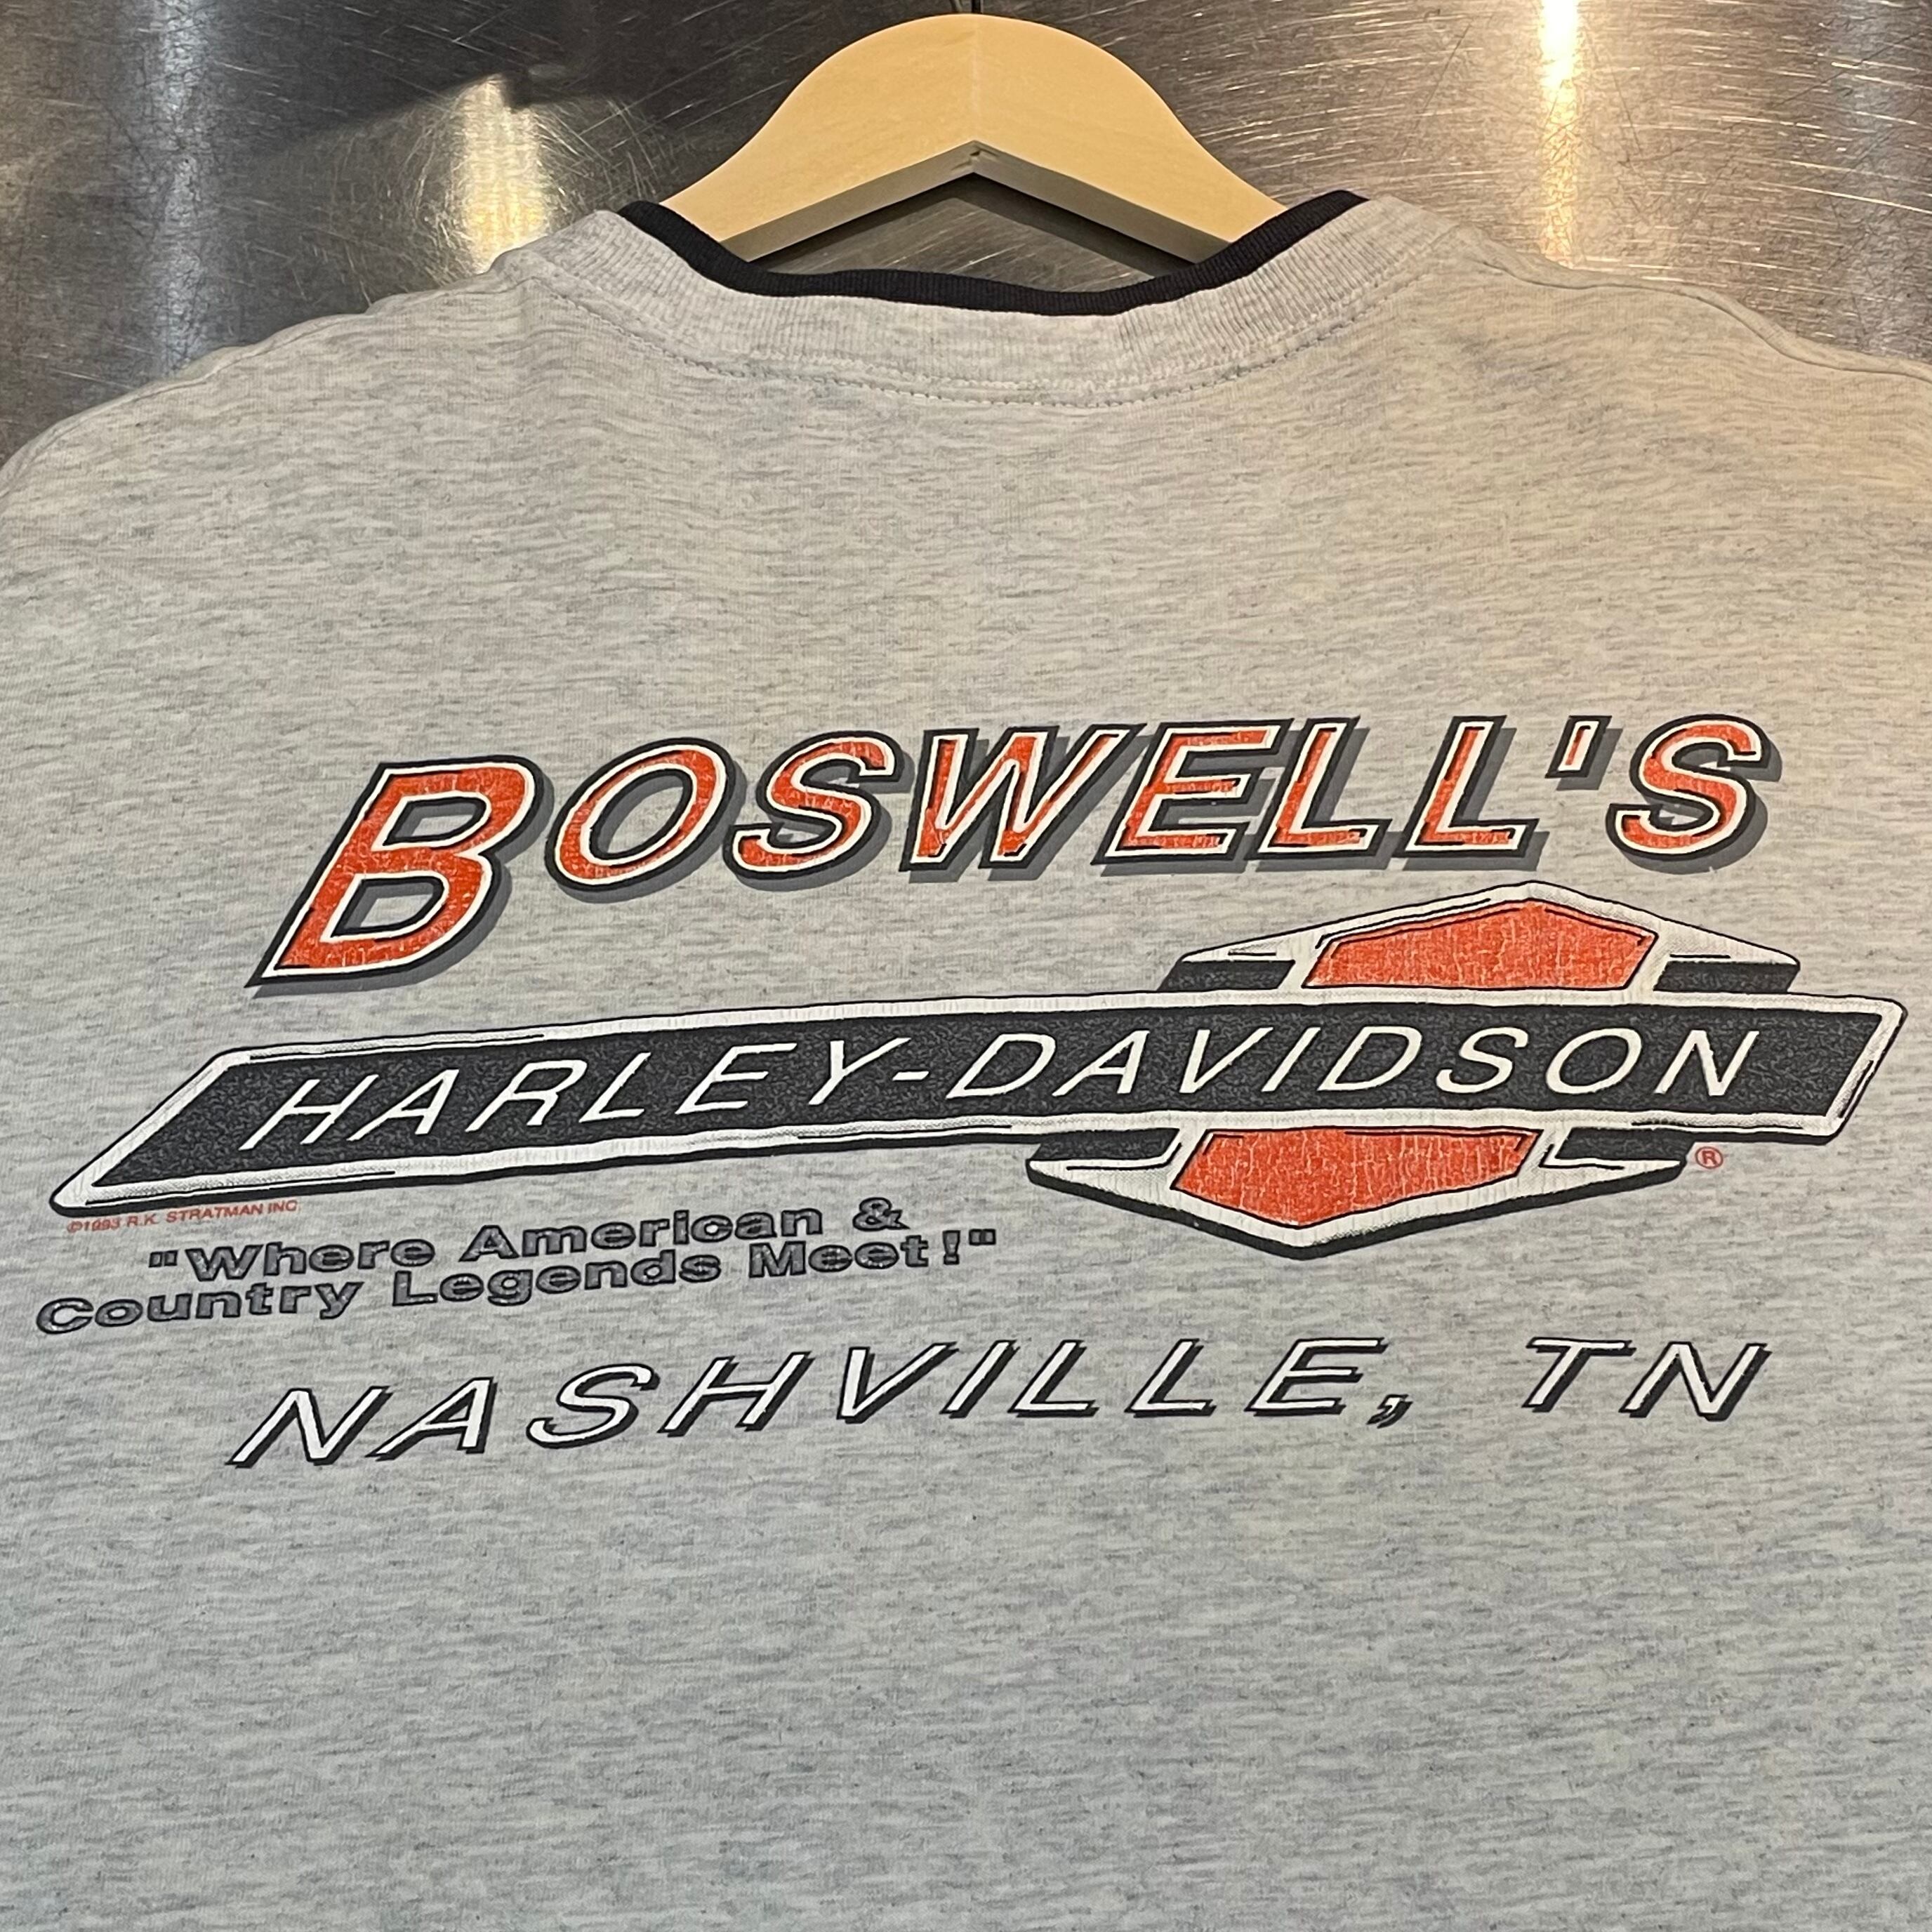 BOSWELL'S
HARLEY-DAVIDSON
®
©1993 R.K. STRATMAN INC
"Where American &
Country Legends Meet!"
NASHVILLE, TN